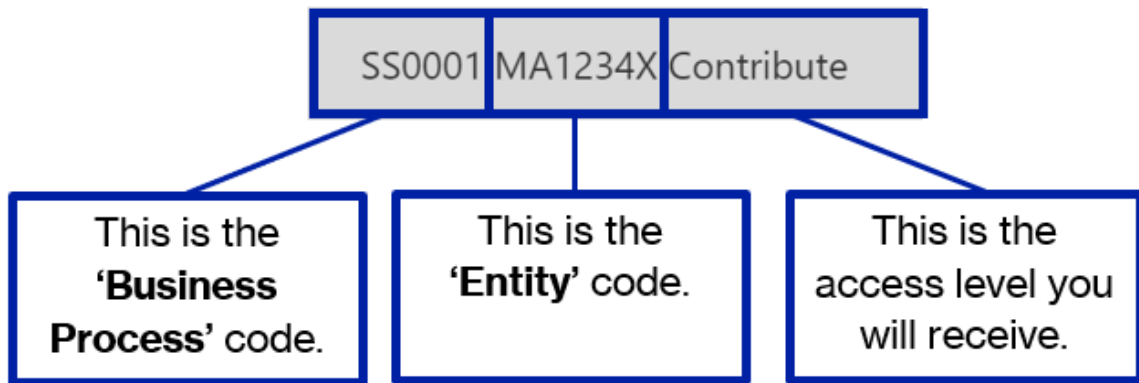 SS0001 MA1234X Contribute
This is the
‘Business
Process’ code.
This is the
‘Entity’ code.
This is the
access level you
will receive.